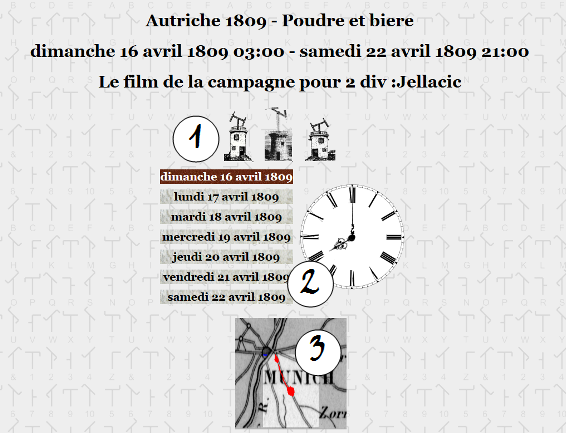 Autriche 1809 - Poudre et biere
dimanche 16 avril 1809 03:00 - samedi 22 avril 1809 21:00
Le film de la campagne pour 2 div :Jellacic
1
dimanche 16 avril 1809
lundi 17 avril 1809
mardi 18 avril 1809
mercredi 19 avril 1809
jeudi 20 avril 1809
vendredi 21 avril 1809
samedi 22 avril 1809
2
3
MUNICH
R.
Zorn